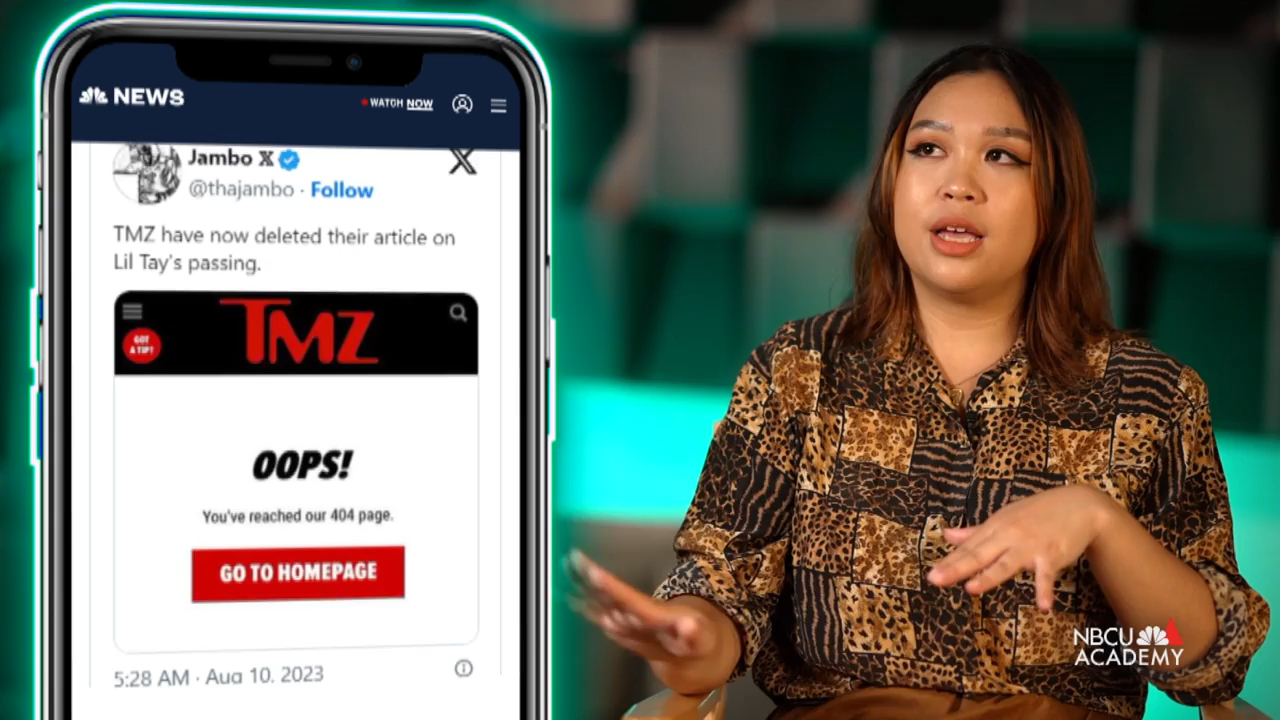 NEWS
WATCH NOW
Jambo X
@thajambo · Follow
TMZ have now deleted their article on
Lil Tay's passing.
GOT
A TIP?
TMZ
OOPS!
You've reached our 404 page.
GO TO HOMEPAGE
5:28 AM · Aug 10, 2023
NBCU
ACADEMY